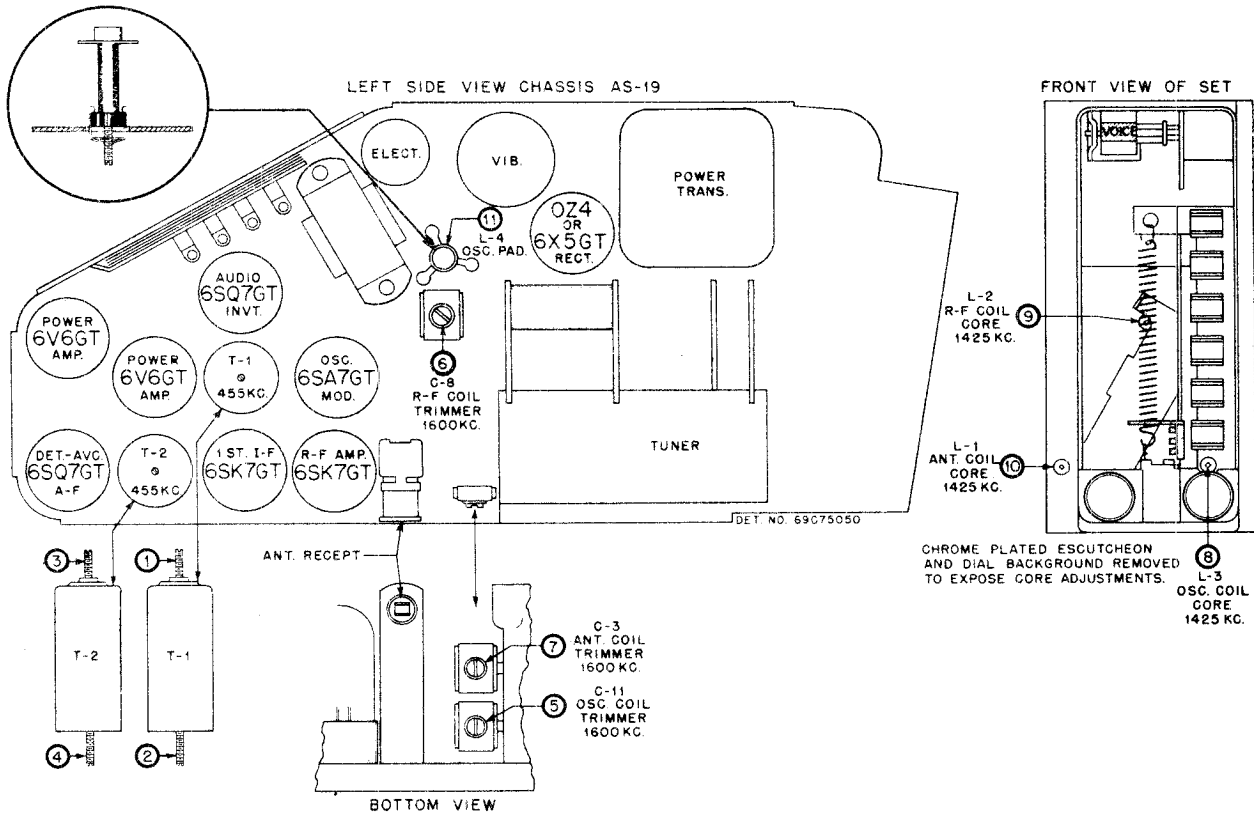 LEFT SIDE VIEW CHASSIS AS-19
FRONT VIEW OF SET
ELECT.
VIB.
POWER
TRANS.
OZ4
OR
6X5GT
RECT.
11
L-4
OSC. PAD.
AUDIO
6SQ7GT
INVT.
POWER
6V6GT
AMP.
POWER
6V6GT
AMP.
T-1
455KC.
OSC.
6SA7GT
MOD.
6
C-8
R-F COIL
TRIMMER
1600KC.
DET.-AVC.
6SQ7GT
A-F
T-2
455KC.
1 ST. I-F
6SK7GT
R-F AMP.
6SK7GT
TUNER
DET. NO. 69C75050
ANT. RECEPT
VOICE
L-2
R-F COIL
CORE
1425 KC.
9
L-1
ANT. COIL
CORE
1425 KC.
10
CHROME PLATED ESCUTCHEON
AND DIAL BACKGROUND REMOVED
TO EXPOSE CORE ADJUSTMENTS.
8
L-3
OSC. COIL
CORE
1425 KC.
3
1
T-2
T-1
4
2
7
C-3
ANT. COIL
TRIMMER
1600 KC.
5
C-11
OSC. COIL
TRIMMER
1600 KC.
BOTTOM VIEW